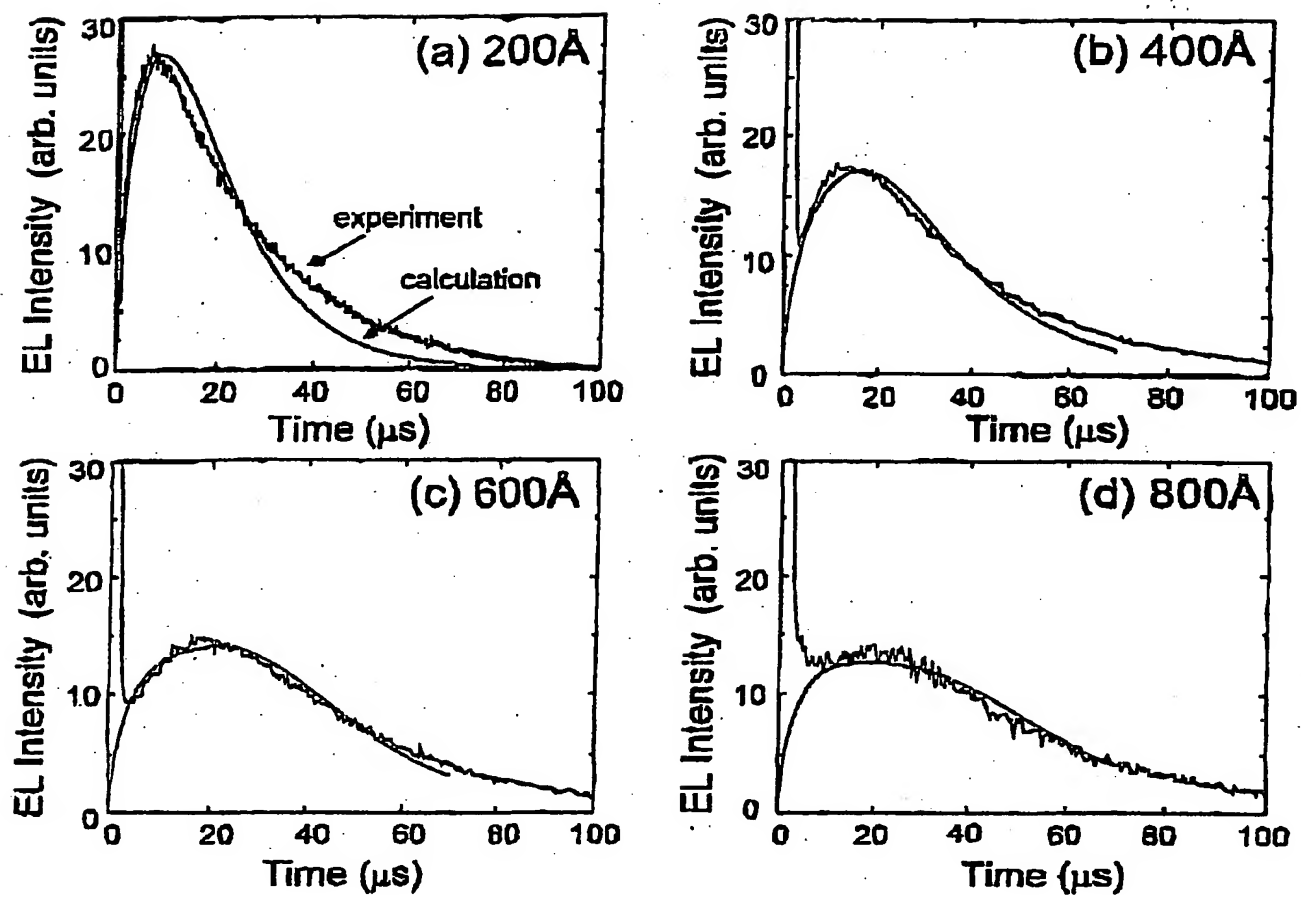 (a) 200Å
EL Intensity (arb. units)
30
20
10
0
experiment
calculation
0 20 40 60 80 100
Time (μs)
(b) 400Å
EL Intensity (arb. units)
30
20
10
0
0 20 40 60 80 100
Time (μs)
(c) 600Å
EL Intensity (arb. units)
30
20
10
0
0 20 40 60 80 100
Time (μs)
(d) 800Å
EL Intensity (arb. units)
30
20
10
0
0 20 40 60 80 100
Time (μs)